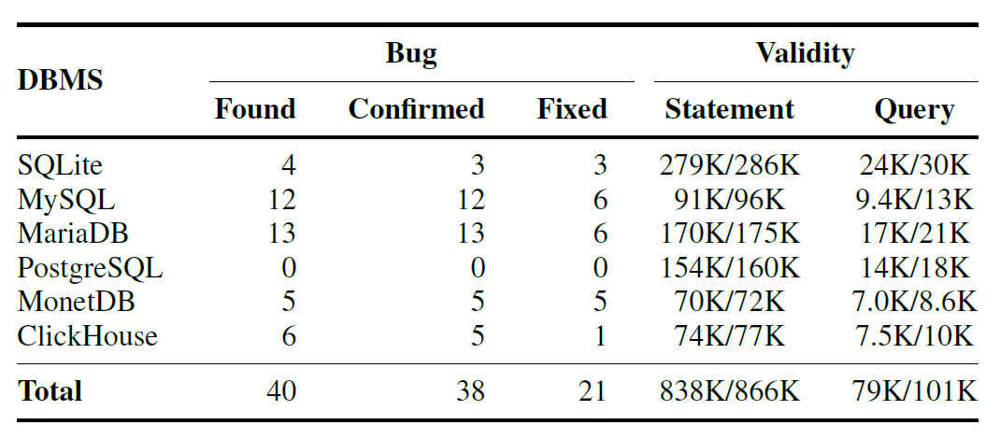 DBMS Bug Validity
Found Confirmed Fixed Statement Query
SQLite 4 3 3 279K/286K 24K/30K
MySQL 12 12 6 91K/96K 9.4K/13K
MariaDB 13 13 6 170K/175K 17K/21K
PostgreSQL 0 0 0 154K/160K 14K/18K
MonetDB 5 5 5 70K/72K 7.0K/8.6K
ClickHouse 6 5 1 74K/77K 7.5K/10K
Total 40 38 21 838K/866K 79K/101K